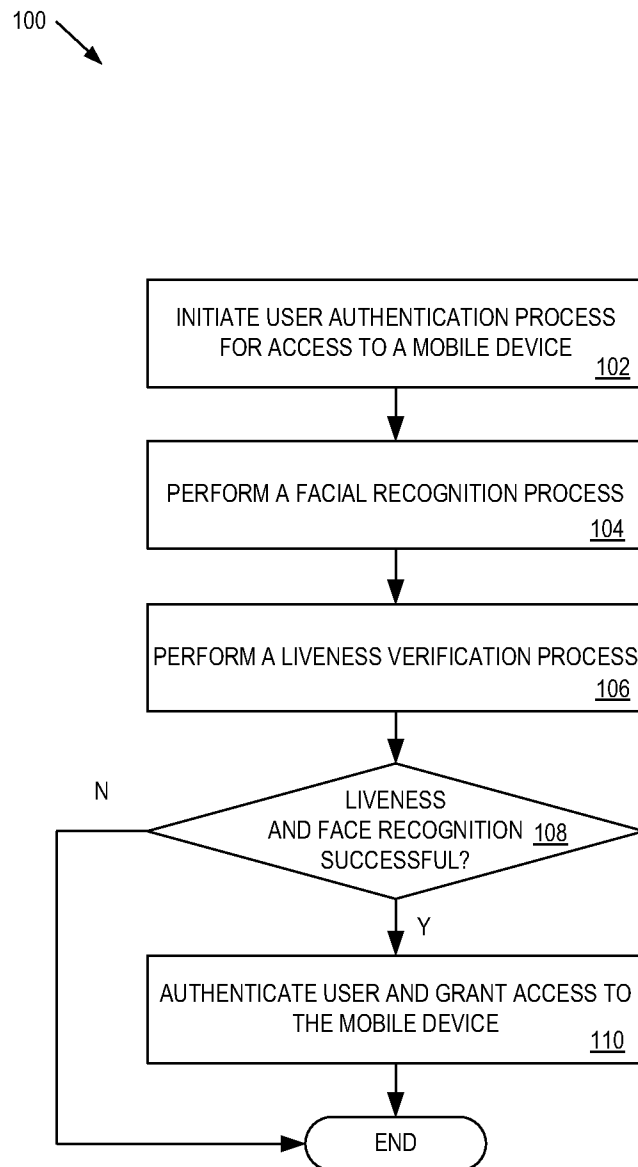 100
INITIATE USER AUTHENTICATION PROCESS
FOR ACCESS TO A MOBILE DEVICE
102
PERFORM A FACIAL RECOGNITION PROCESS
104
PERFORM A LIVENESS VERIFICATION PROCESS
106
N
LIVENESS
AND FACE RECOGNITION 108
SUCCESSFUL?
Y
AUTHENTICATE USER AND GRANT ACCESS TO
THE MOBILE DEVICE
110
END